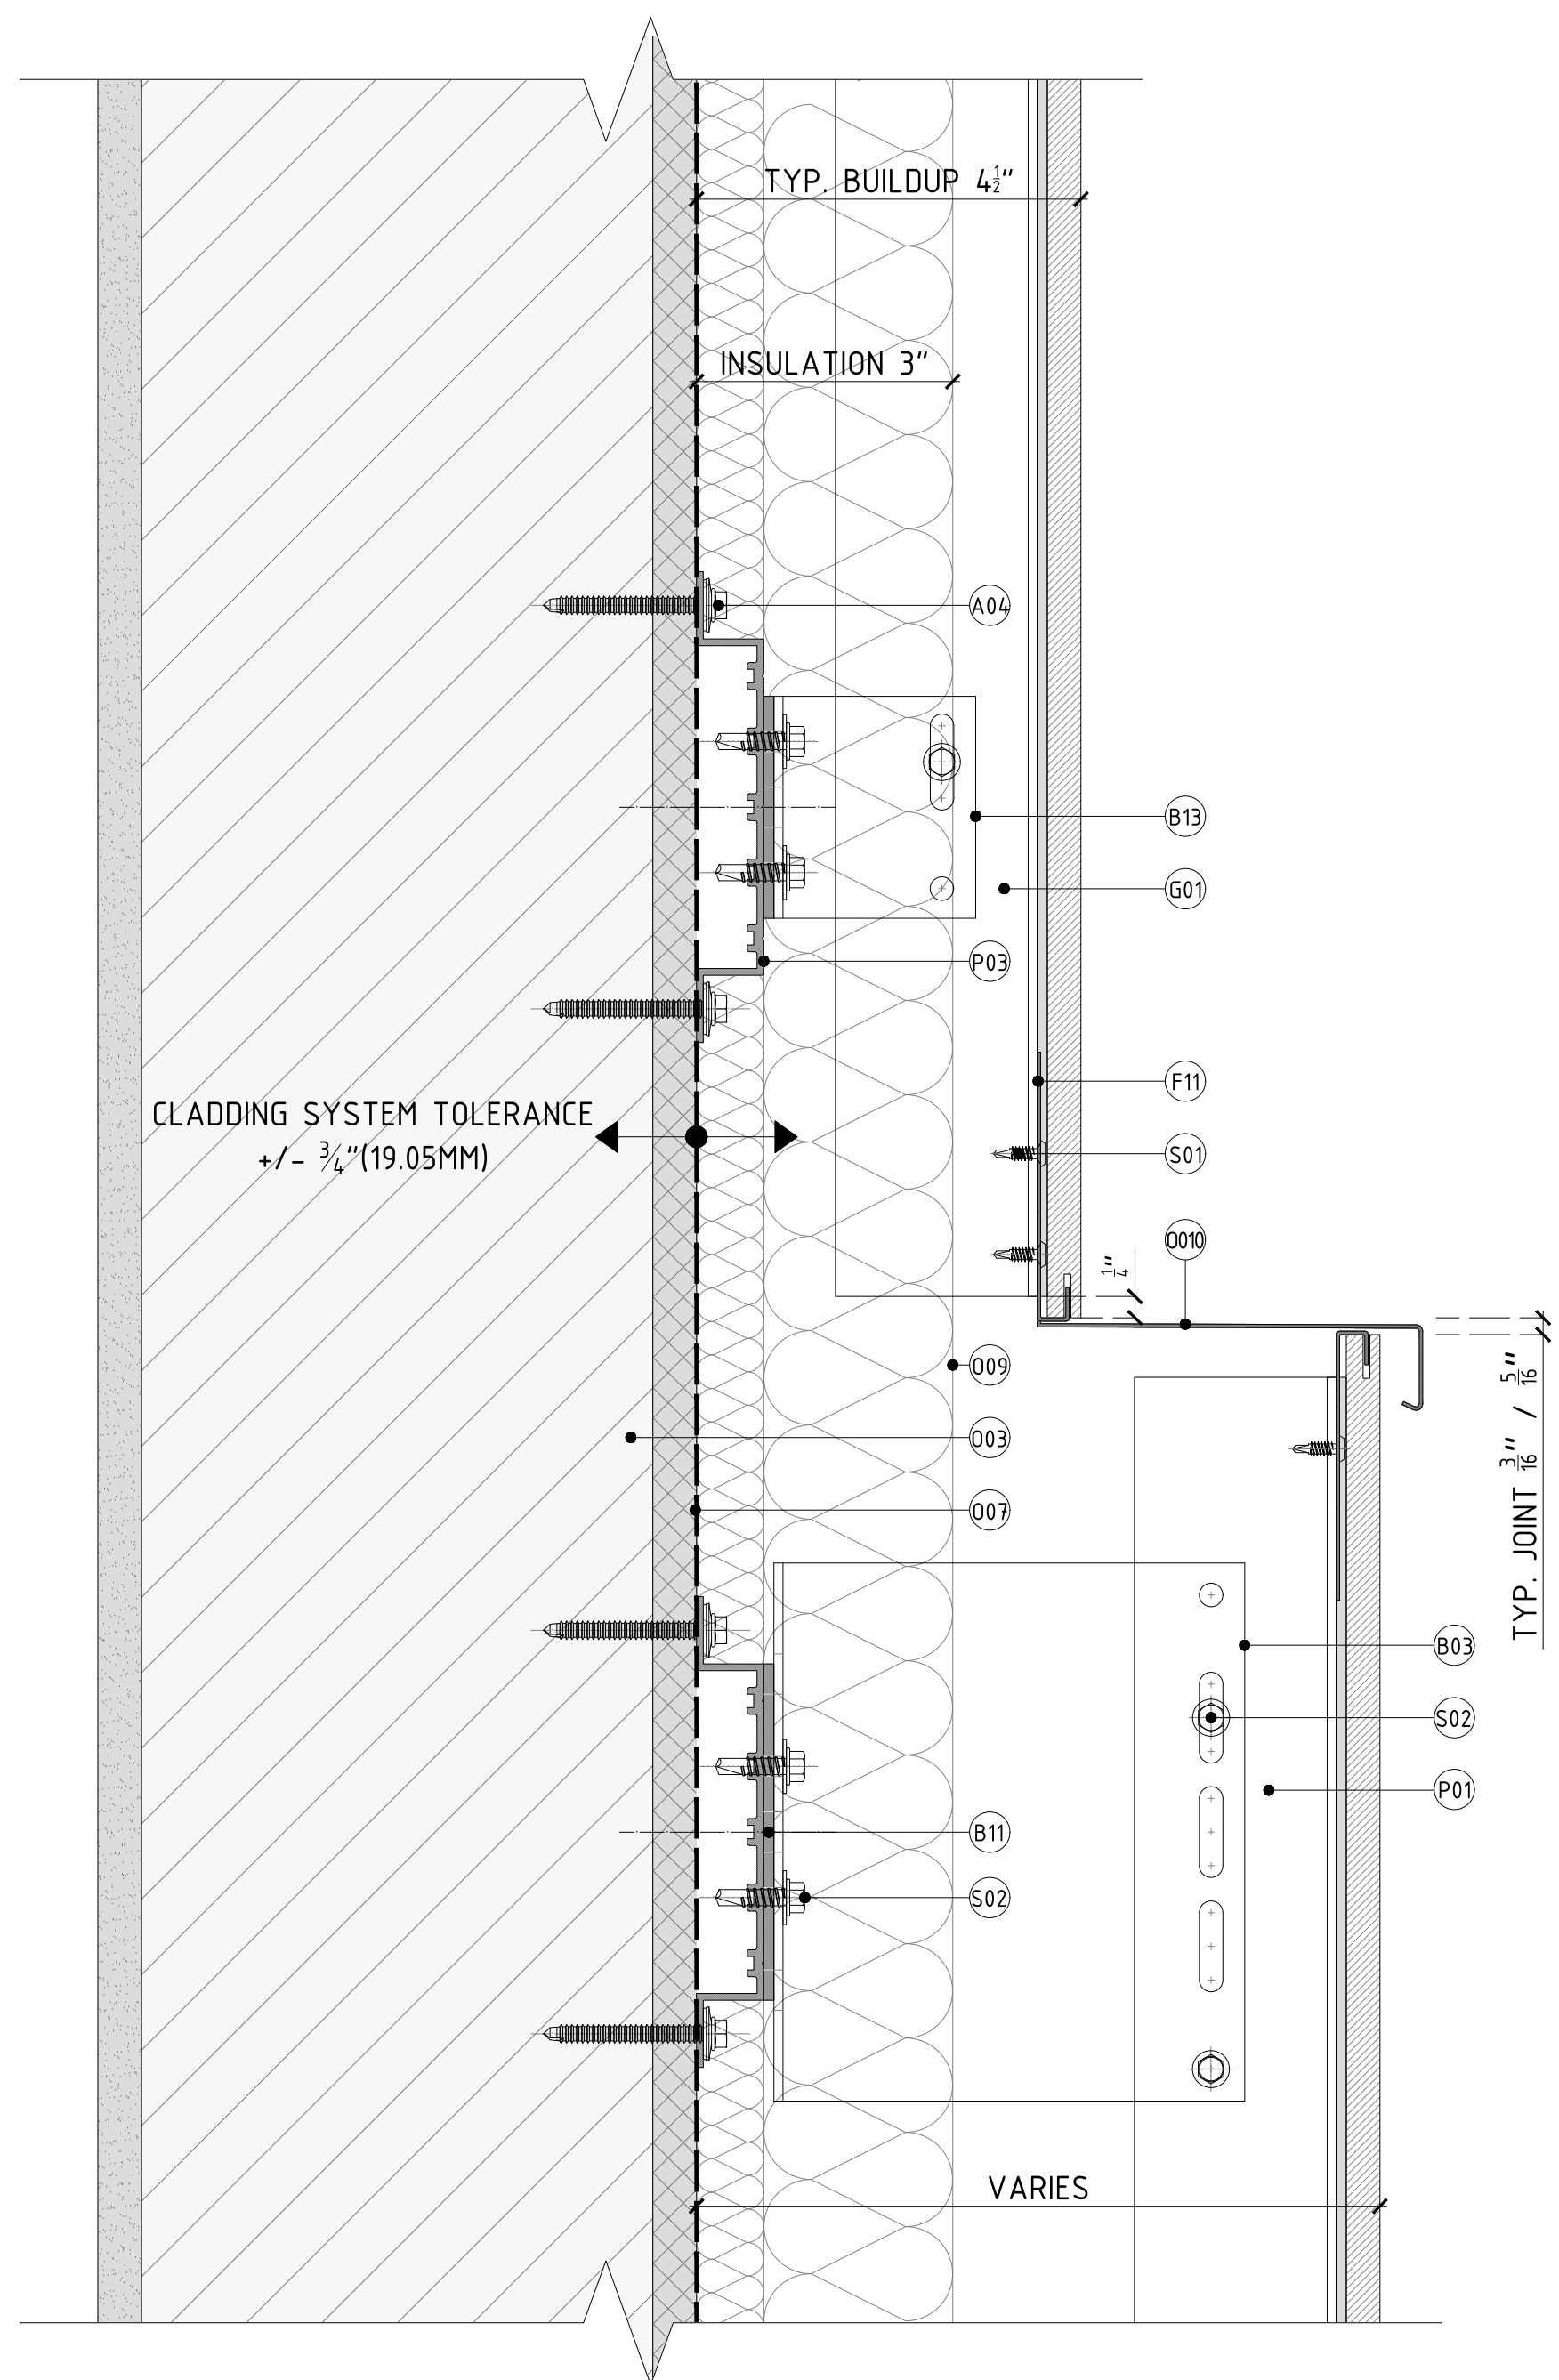 TYP. BUILDUP 4½"
INSULATION 3"
A04
B13
G01
P03
F11
CLADDING SYSTEM TOLERANCE
+/- ¾"(19.05MM)
S01
O010
¼"
O09
TYP. JOINT 3/16" / 5/16"
O03
O07
B03
S02
P01
B11
S02
VARIES